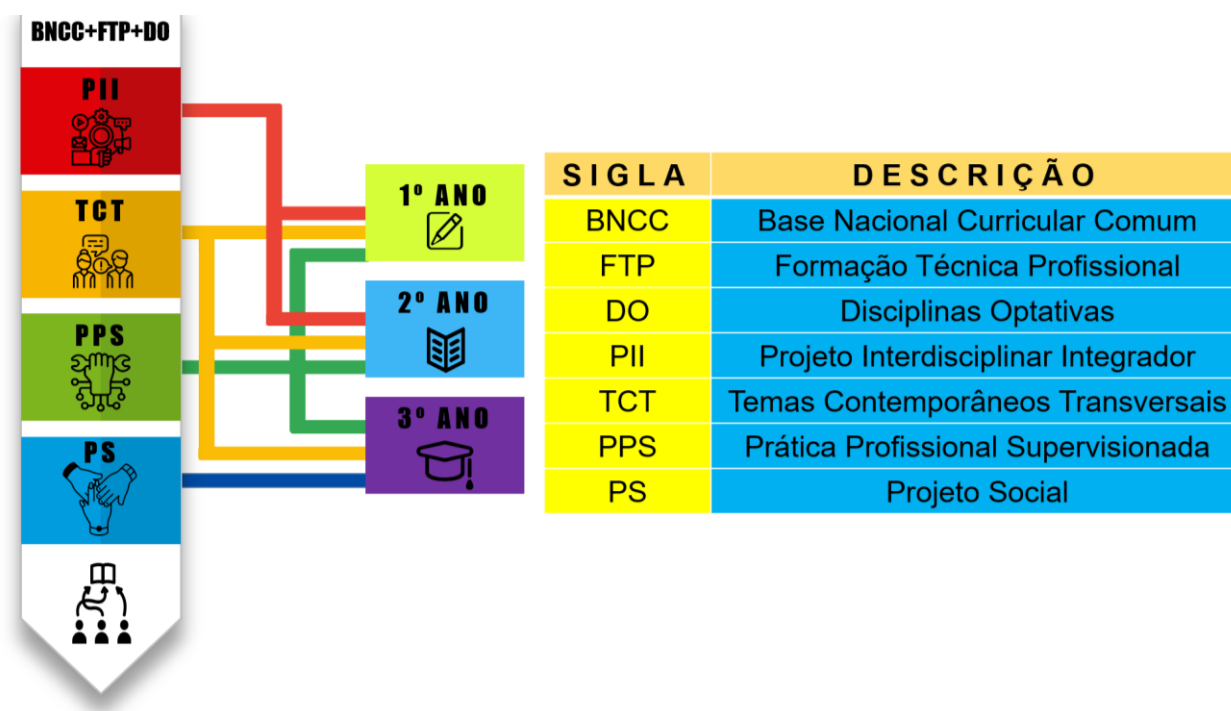 BNCC+FTP+DO
PII
TCT
PPS
PS
1º ANO
2º ANO
3º ANO
SIGLA DESCRIÇÃO
BNCC Base Nacional Curricular Comum
FTP Formação Técnica Profissional
DO Disciplinas Optativas
PII Projeto Interdisciplinar Integrador
TCT Temas Contemporâneos Transversais
PPS Prática Profissional Supervisionada
PS Projeto Social